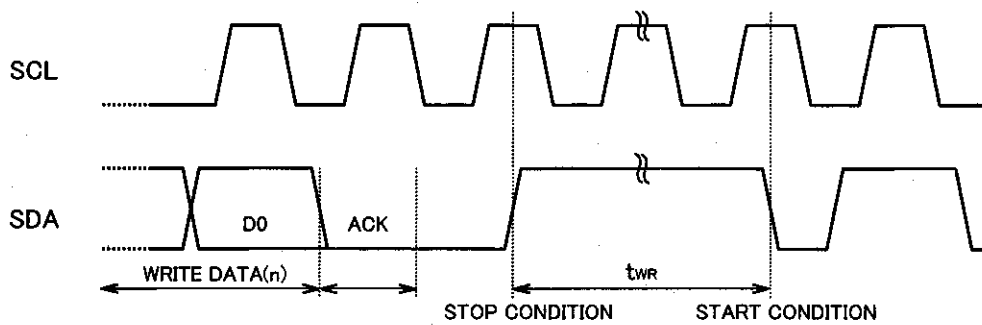 SCL
SDA
D0
ACK
WRITE DATA(n)
tWR
STOP CONDITION
START CONDITION